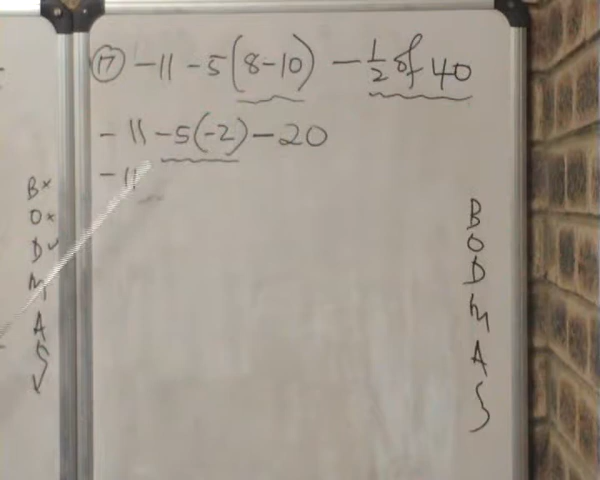 17 -11 -5(8-10) - 1/2 of 40
-11 -5(-2) -20
-11
B×
O×
D✓
M
A
S
B
O
D
M
A
S